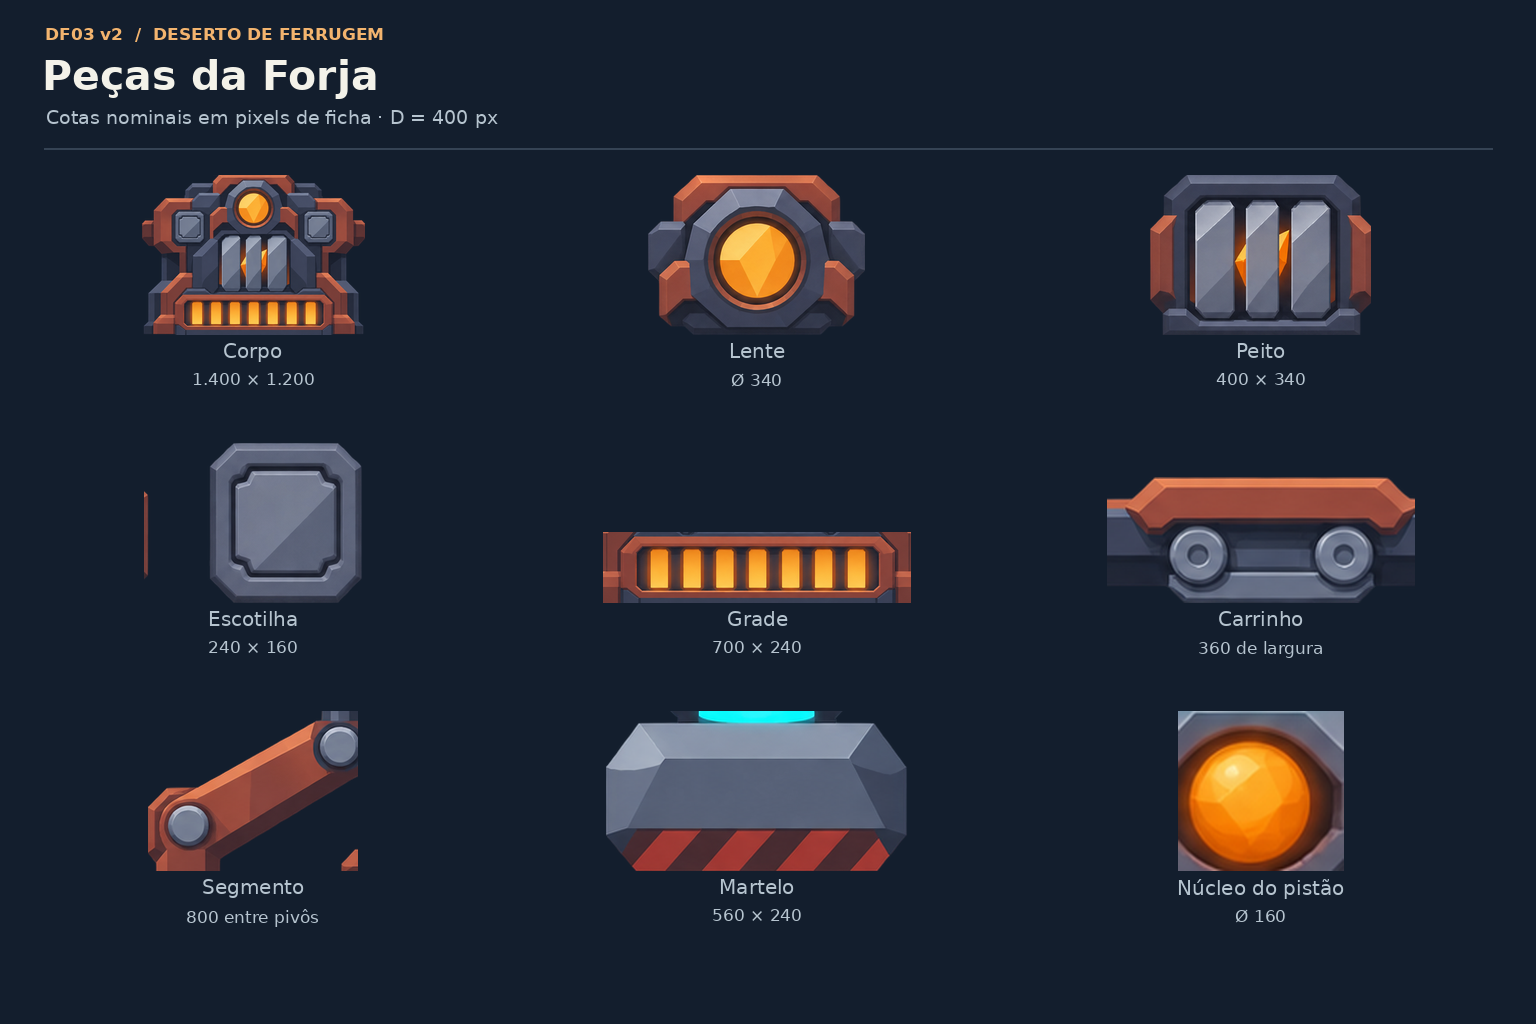 DF03 v2 / DESERTO DE FERRUGEM
Peças da Forja
Cotas nominais em pixels de ficha · D = 400 px
Corpo
1.400 × 1.200
Lente
Ø 340
Peito
400 × 340
Escotilha
240 × 160
Grade
700 × 240
Carrinho
360 de largura
Segmento
800 entre pivôs
Martelo
560 × 240
Núcleo do pistão
Ø 160